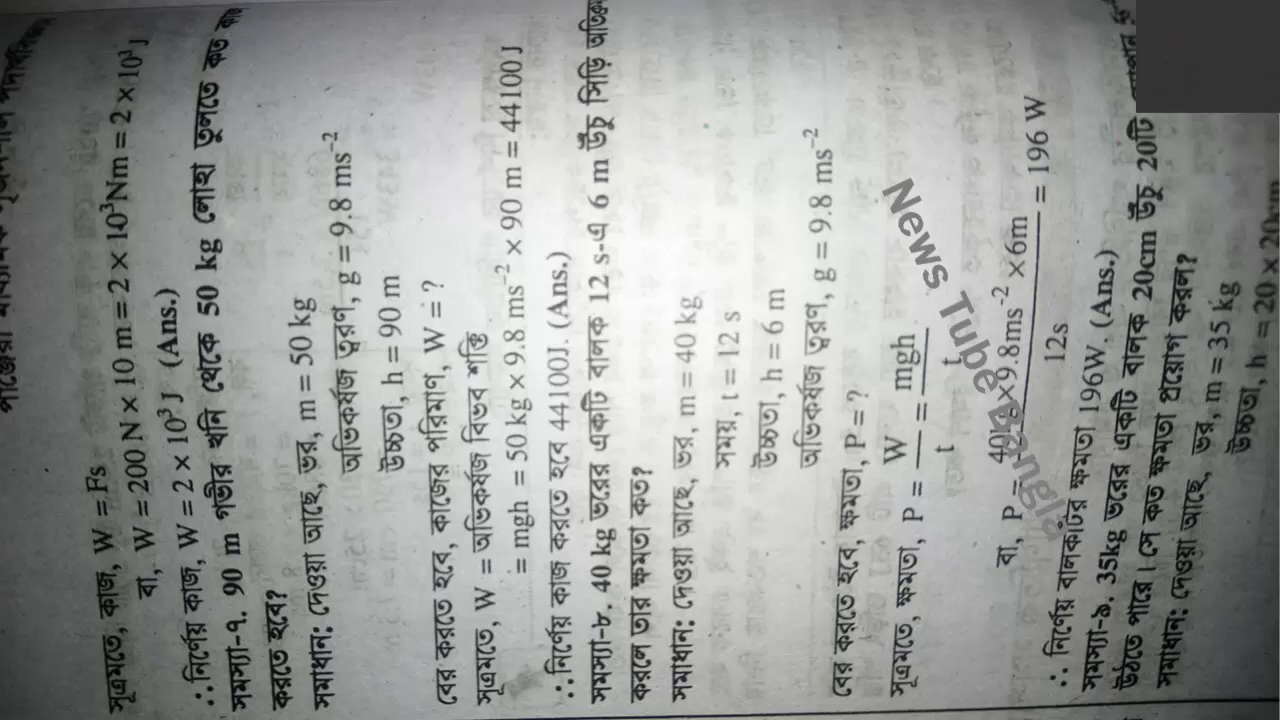 সূত্রমতে, কাজ, W = Fs
বা, W = 200 N × 10 m = 2 × 10³Nm = 2 × 10³ J
∴ নির্ণেয় কাজ, W = 2 × 10³ J (Ans.)
সমস্যা-৭. 90 m গভীর খনি থেকে 50 kg লোহা তুলতে কত
করতে হবে?
সমাধান: দেওয়া আছে, ভর, m = 50 kg
অভিকর্ষজ ত্বরণ, g = 9.8 ms⁻²
উচ্চতা, h = 90 m
বের করতে হবে, কাজের পরিমাণ, W = ?
সূত্রমতে, W = অভিকর্ষজ বিভব শক্তি
= mgh = 50 kg × 9.8 ms⁻² × 90 m = 44100 J
∴ নির্ণেয় কাজ করতে হবে 44100J. (Ans.)
সমস্যা-৮. 40 kg ভরের একটি বালক 12 s-এ 6 m উঁচু সিড়ি
করলে তার ক্ষমতা কত?
সমাধান: দেওয়া আছে, ভর, m = 40 kg
সময়, t = 12 s
উচ্চতা, h = 6 m
অভিকর্ষজ ত্বরণ, g = 9.8 ms⁻²
বের করতে হবে, ক্ষমতা, P = ?
সূত্রমতে, ক্ষমতা, P = W/t = mgh/t
বা, P = 40 × 9.8ms⁻² × 6m / 12s = 196 W
∴ নির্ণেয় বালকটির ক্ষমতা 196W. (Ans.)
সমস্যা-৯. 35kg ভরের একটি বালক 20cm উঁচু 20টি
উঠতে পারে। সে কত ক্ষমতা প্রয়োগ করল?
সমাধান: দেওয়া আছে, ভর, m = 35 kg
উচ্চতা, h = 20 × 20cm
News Tube Bangla